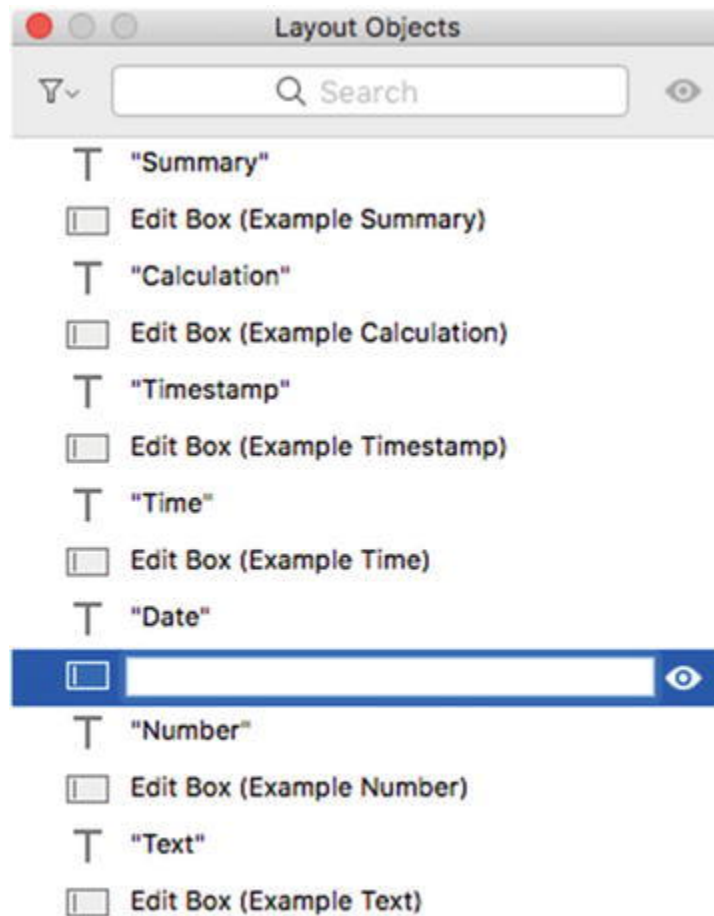 Layout Objects
Search
"Summary"
Edit Box (Example Summary)
"Calculation"
Edit Box (Example Calculation)
"Timestamp"
Edit Box (Example Timestamp)
"Time"
Edit Box (Example Time)
"Date"
"Number"
Edit Box (Example Number)
"Text"
Edit Box (Example Text)